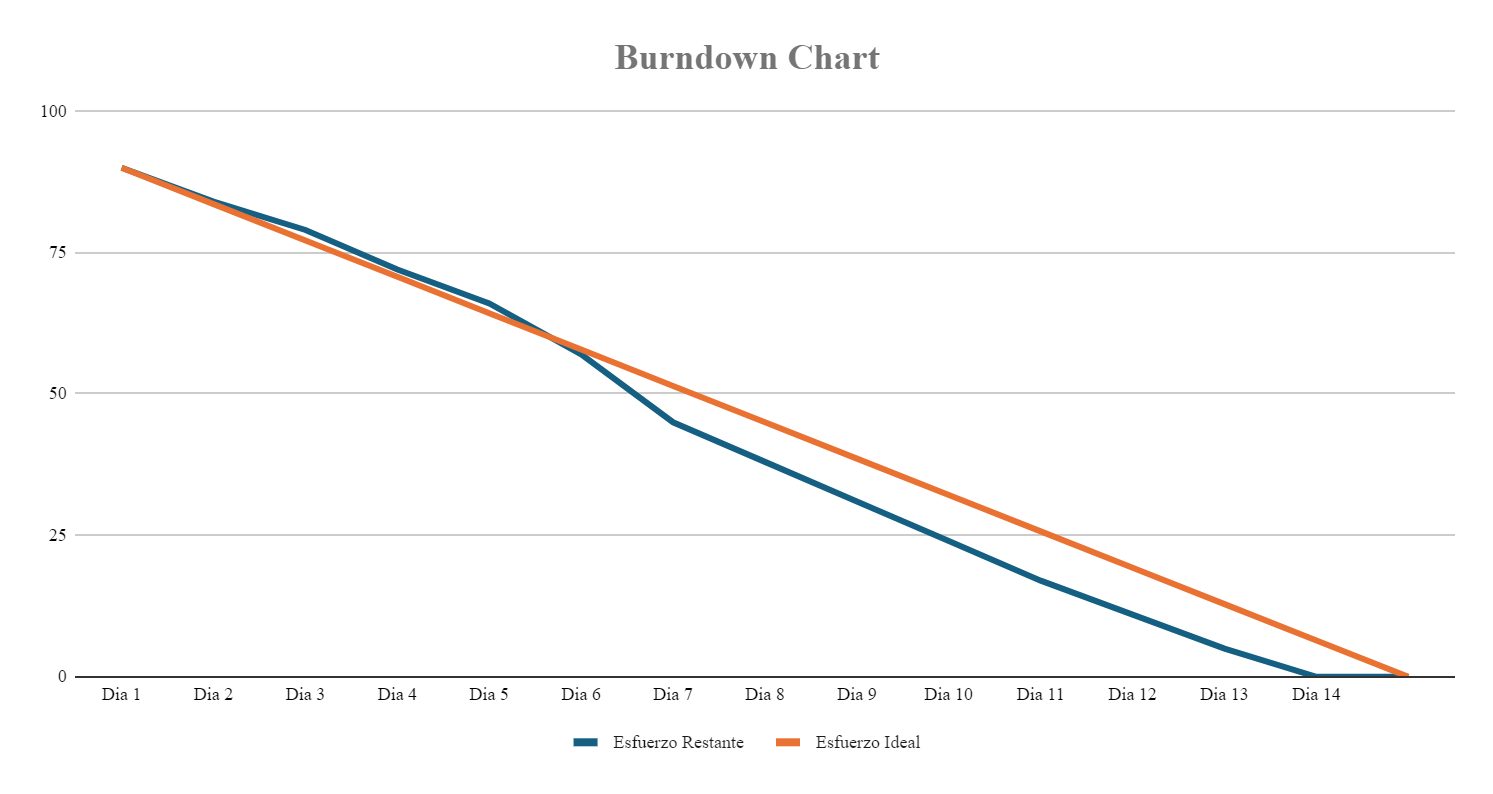 Burndown Chart
100
75
50
25
0
Dia 1 Dia 2 Dia 3 Dia 4 Dia 5 Dia 6 Dia 7 Dia 8 Dia 9 Dia 10 Dia 11 Dia 12 Dia 13 Dia 14
Esfuerzo Restante Esfuerzo Ideal